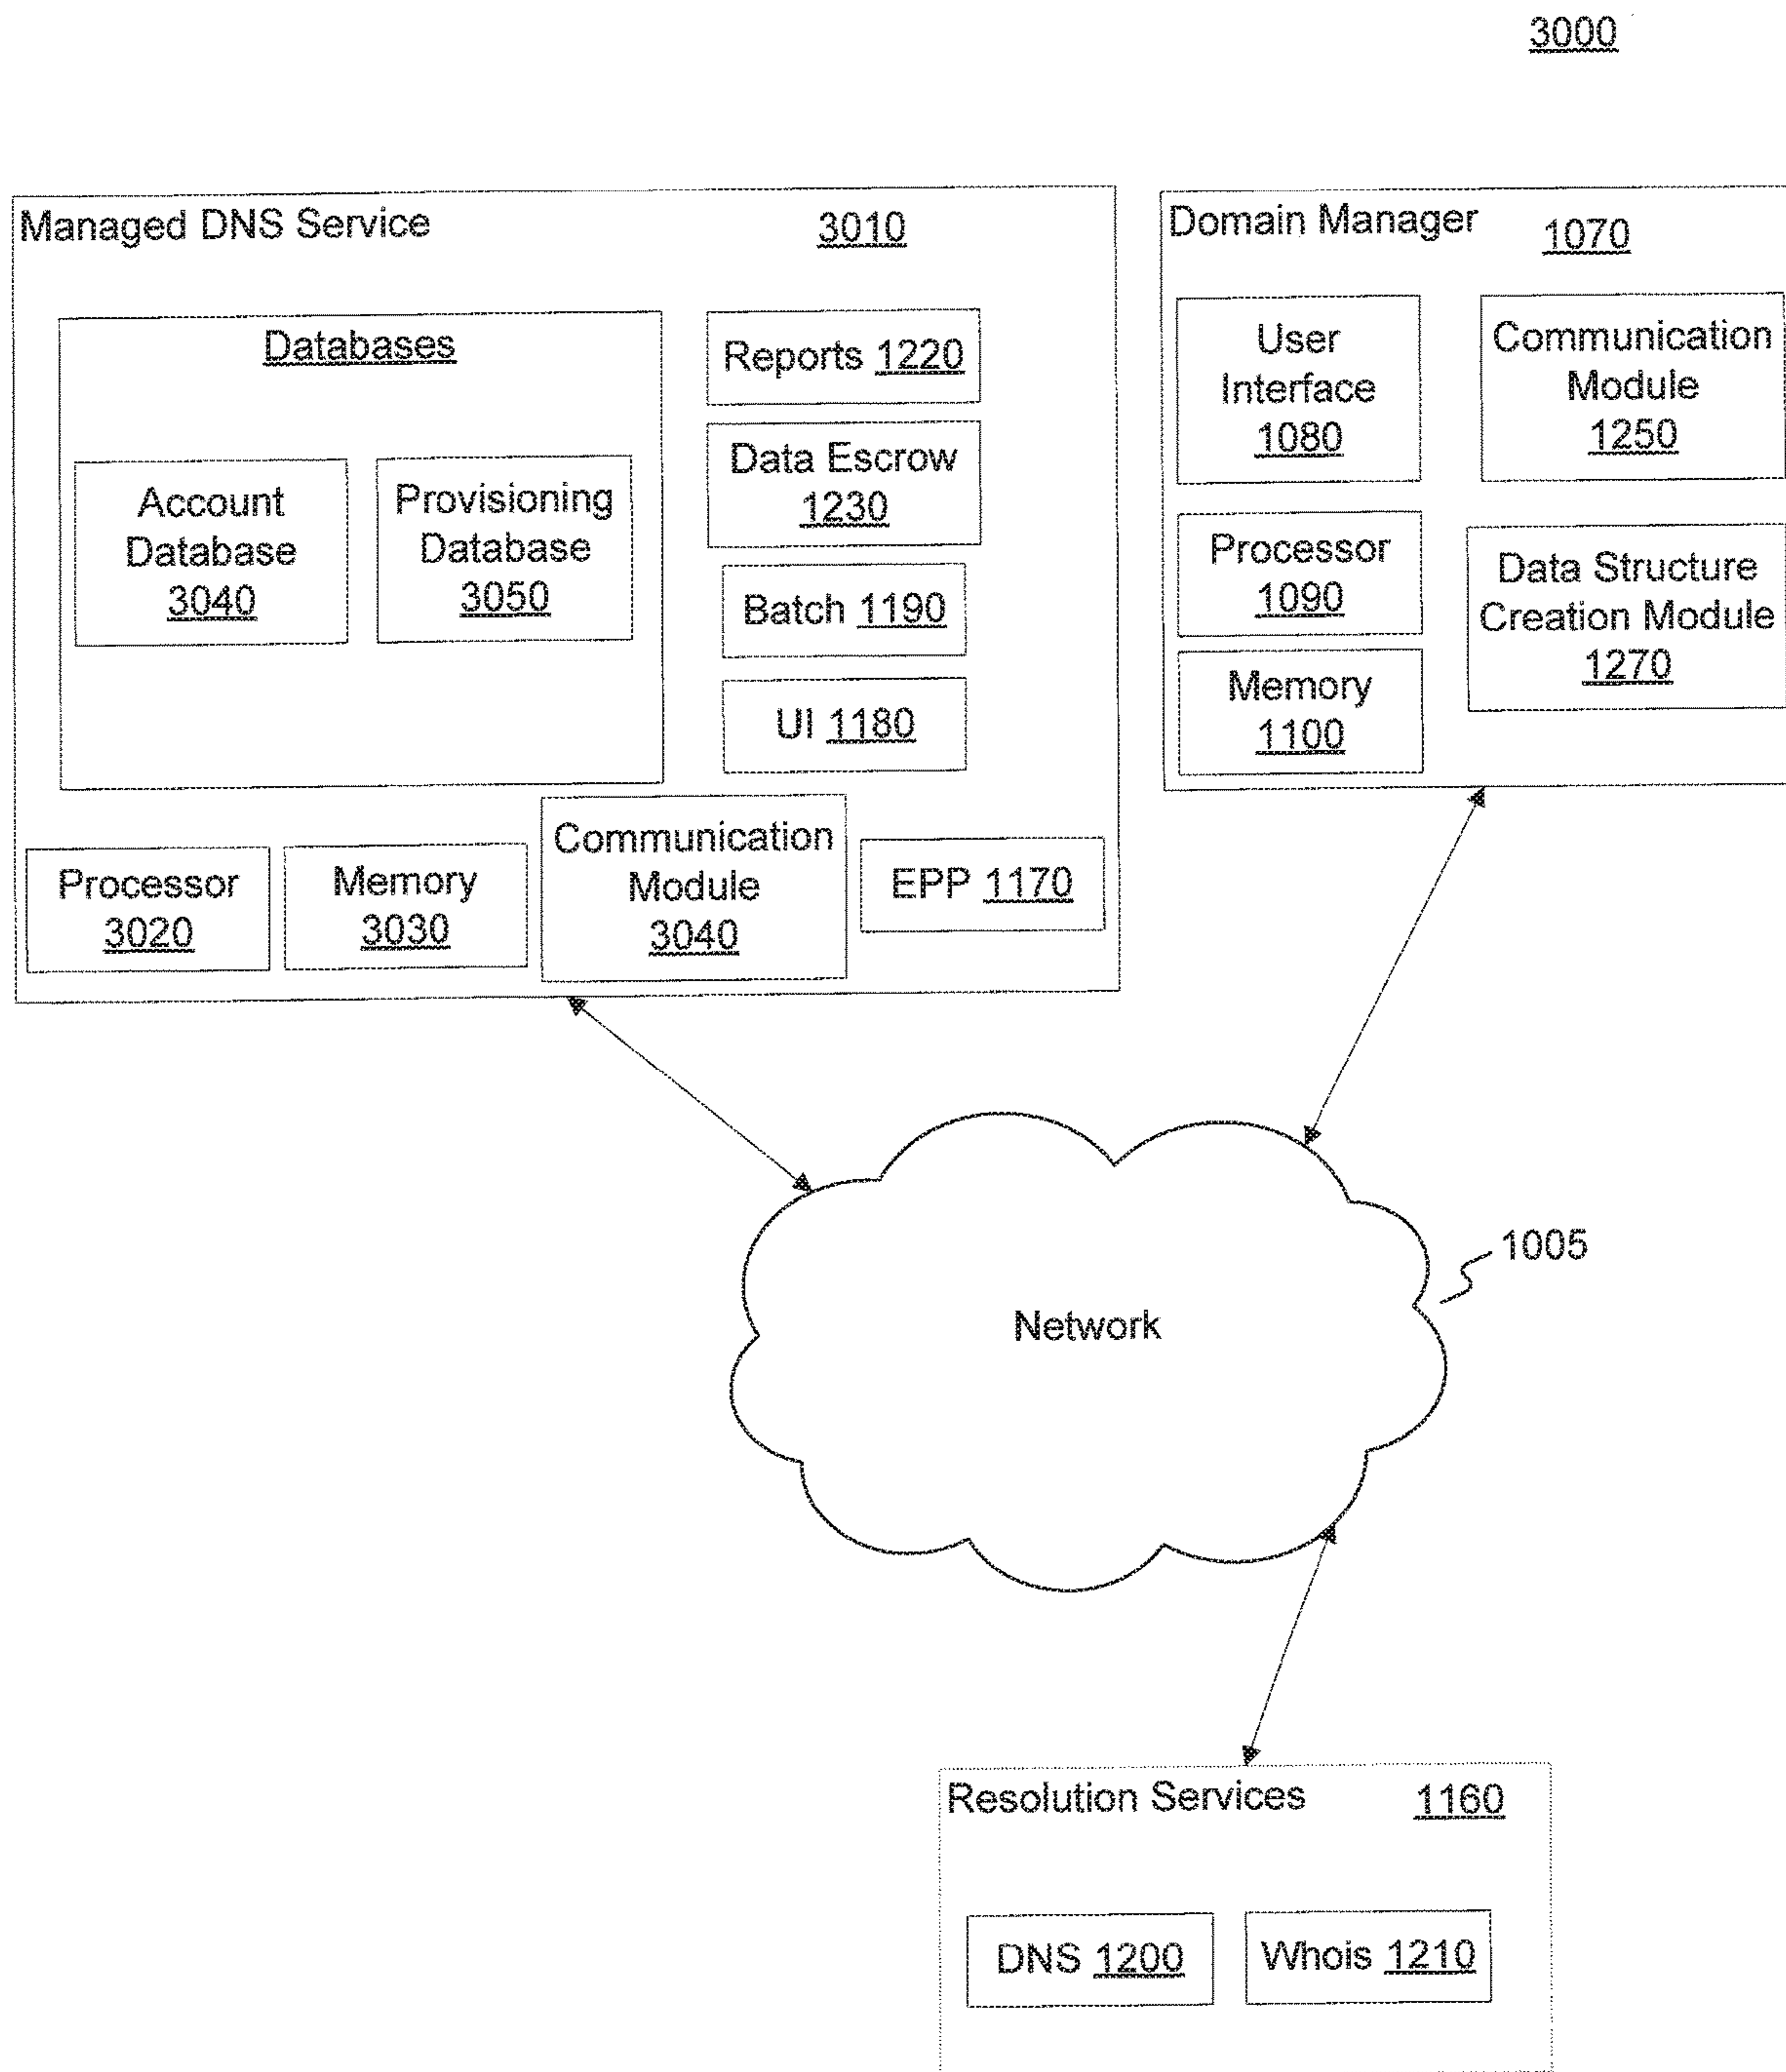 3000
Managed DNS Service 3010
Databases
Account
Database
3040
Provisioning
Database
3050
Reports 1220
Data Escrow
1230
Batch 1190
UI 1180
Processor
3020
Memory
3030
Communication
Module
3040
EPP 1170
Domain Manager 1070
User
Interface
1080
Communication
Module
1250
Processor
1090
Data Structure
Creation Module
1270
Memory
1100
Network
1005
Resolution Services 1160
DNS 1200
Whois 1210